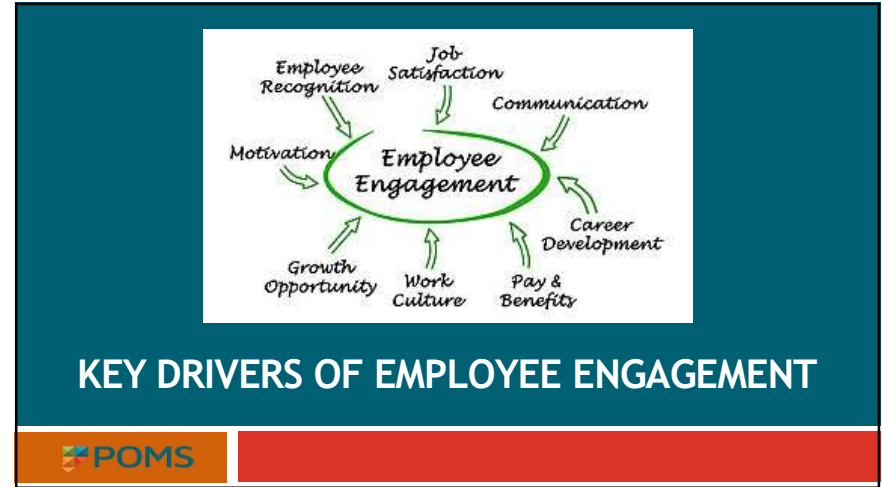 Job
Satisfaction
Employee
Recognition
Communication
Motivation
Employee
Engagement
Career
Development
Growth
Opportunity
Work
Culture
Pay &
Benefits
KEY DRIVERS OF EMPLOYEE ENGAGEMENT
POMS